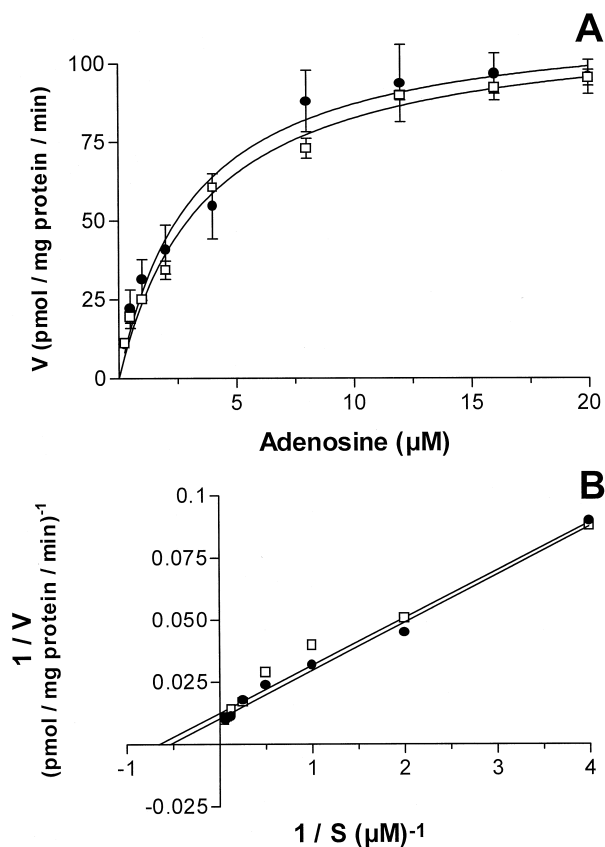 A
100
75
50
25
0
V (pmol / mg protein / min)
5
10
15
20
Adenosine (µM)
B
0.1
0.075
0.050
0.025
-0.025
1 / V
(pmol / mg protein / min)-1
-1
1
2
3
4
1 / S (µM)-1